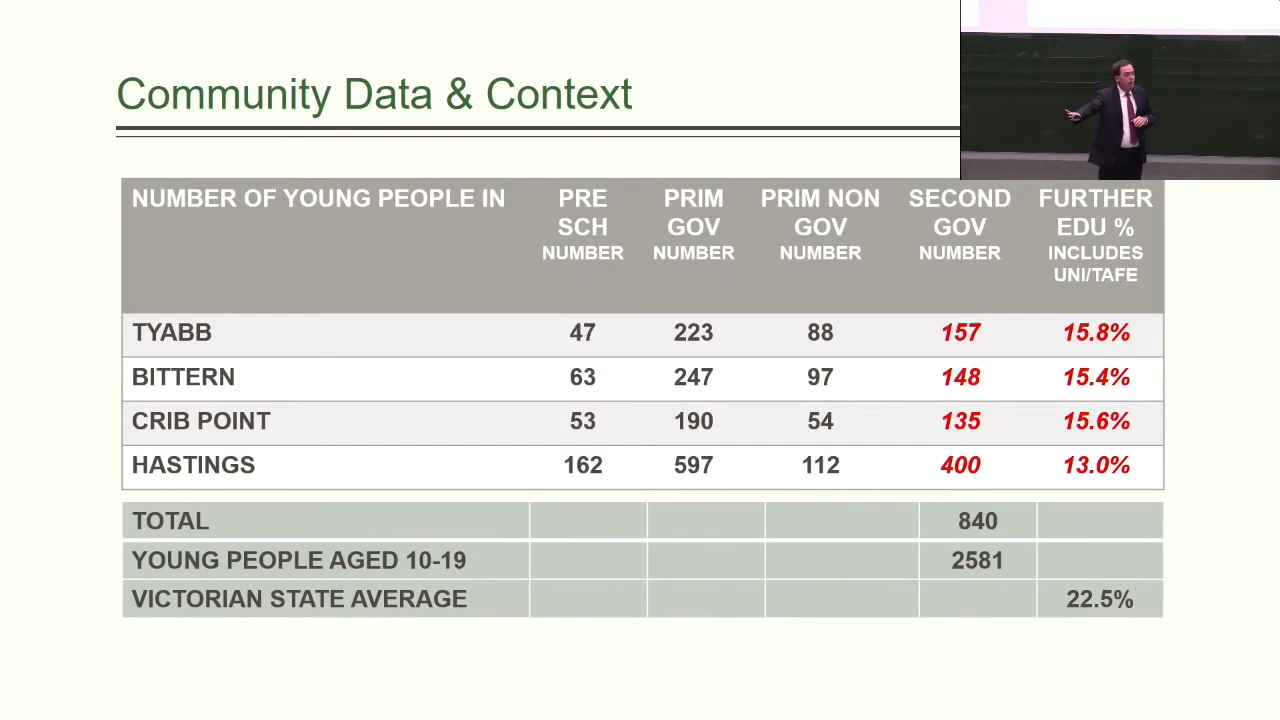 Community Data & Context
NUMBER OF YOUNG PEOPLE IN PRE SCH NUMBER PRIM GOV NUMBER PRIM NON GOV NUMBER SECOND GOV NUMBER FURTHER EDU % INCLUDES UNI/TAFE
TYABB 47 223 88 157 15.8%
BITTERN 63 247 97 148 15.4%
CRIB POINT 53 190 54 135 15.6%
HASTINGS 162 597 112 400 13.0%
TOTAL 840
YOUNG PEOPLE AGED 10-19 2581
VICTORIAN STATE AVERAGE 22.5%